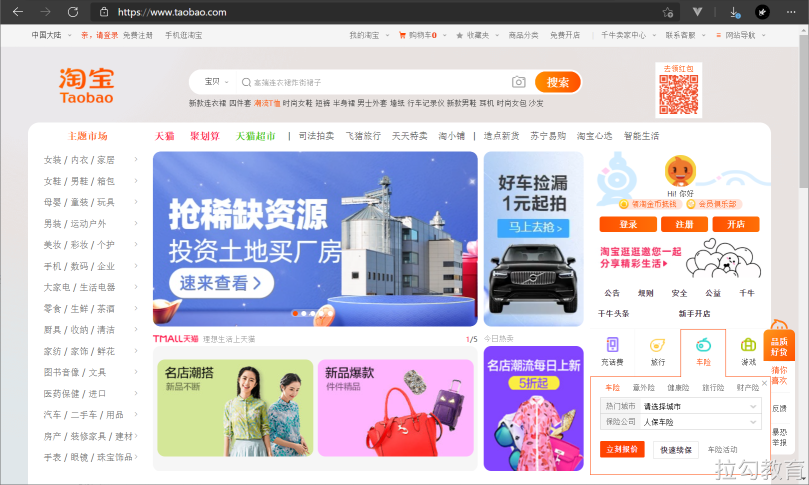 https://www.taobao.com
中国大陆 亲，请登录 免费注册 手机逛淘宝 我的淘宝 购物车0 收藏夹 商品分类 免费开店 千牛卖家中心 联系客服 网站导航
淘宝
Taobao
宝贝 搜索
去领红包
新款连衣裙 四件套 潮流T恤 时尚女鞋 短裤 半身裙 男士外套 墙纸 行车记录仪 新款男鞋 耳机 时尚女包 沙发
主题市场 天猫 聚划算 天猫超市 司法拍卖 飞猪旅行 天天特卖 淘小铺 造点新货 苏宁易购 淘宝心选 智能生活
女装 / 内衣 / 家居
女鞋 / 男鞋 / 箱包
母婴 / 童装 / 玩具
男装 / 运动户外
美妆 / 彩妆 / 个护
手机 / 数码 / 企业
大家电 / 生活电器
零食 / 生鲜 / 茶酒
厨具 / 收纳 / 清洁
家纺 / 家饰 / 鲜花
图书音像 / 文具
医药保健 / 进口
汽车 / 二手车 / 用品
房产 / 装修家具 / 建材
手表 / 眼镜 / 珠宝饰品
抢稀缺资源
投资土地买厂房
速来查看 >
好车捡漏
1元起拍
马上去抢 >
TMALL天猫 理想生活上天猫 1/5
名店潮搭
新品不断
新品爆款
件件精品
今日热卖
名店潮流每日上新
5折起
Hi! 你好
领淘金币抵钱 会员俱乐部
登录 注册 开店
淘宝逛逛邀您一起
分享精彩生活
公告 规则 安全 公益 千牛
千牛头条 新手开店
充话费 旅行 车险 游戏
车险 意外险 健康险 旅行险 财产险
热门城市 请选择城市
保险公司 人保车险
立刻报价 快速续保 车险活动
品质
好货
猜你
喜欢
反馈
暴恐
举报
拉勾教育